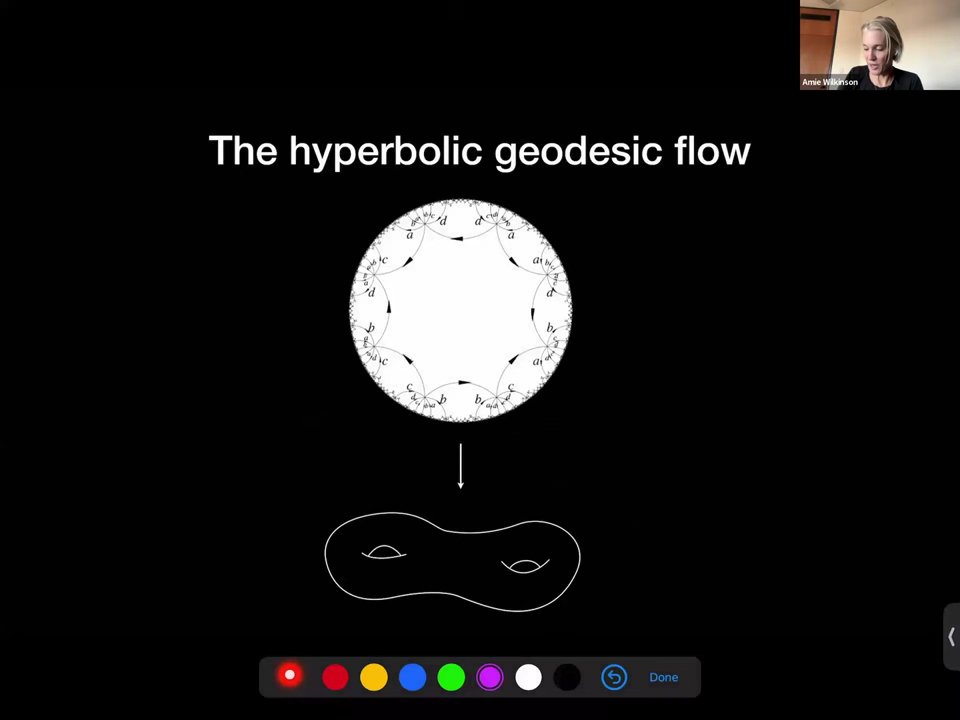 Amie Wilkinson
The hyperbolic geodesic flow
d d
a a
c a
d d
b b
c a
c c
b b
Done